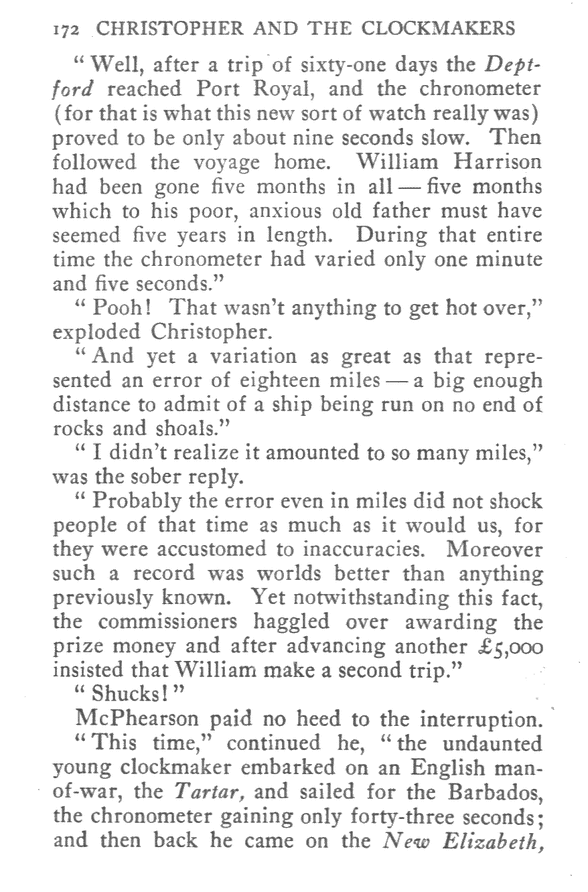 172 CHRISTOPHER AND THE CLOCKMAKERS
“ Well, after a trip of sixty-one days the Dept-
ford reached Port Royal, and the chronometer
(for that is what this new sort of watch really was)
proved to be only about nine seconds slow. Then
followed the voyage home. William Harrison
had been gone five months in all — five months
which to his poor, anxious old father must have
seemed five years in length. During that entire
time the chronometer had varied only one minute
and five seconds.”
“ Pooh! That wasn’t anything to get hot over,”
exploded Christopher.
“ And yet a variation as great as that repre-
sented an error of eighteen miles — a big enough
distance to admit of a ship being run on no end of
rocks and shoals.”
“ I didn’t realize it amounted to so many miles,”
was the sober reply.
“ Probably the error even in miles did not shock
people of that time as much as it would us, for
they were accustomed to inaccuracies. Moreover
such a record was worlds better than anything
previously known. Yet notwithstanding this fact,
the commissioners haggled over awarding the
prize money and after advancing another £5,000
insisted that William make a second trip.”
“ Shucks! ”
McPhearson paid no heed to the interruption.
“ This time,” continued he, “ the undaunted
young clockmaker embarked on an English man-
of-war, the Tartar, and sailed for the Barbados,
the chronometer gaining only forty-three seconds;
and then back he came on the New Elizabeth,